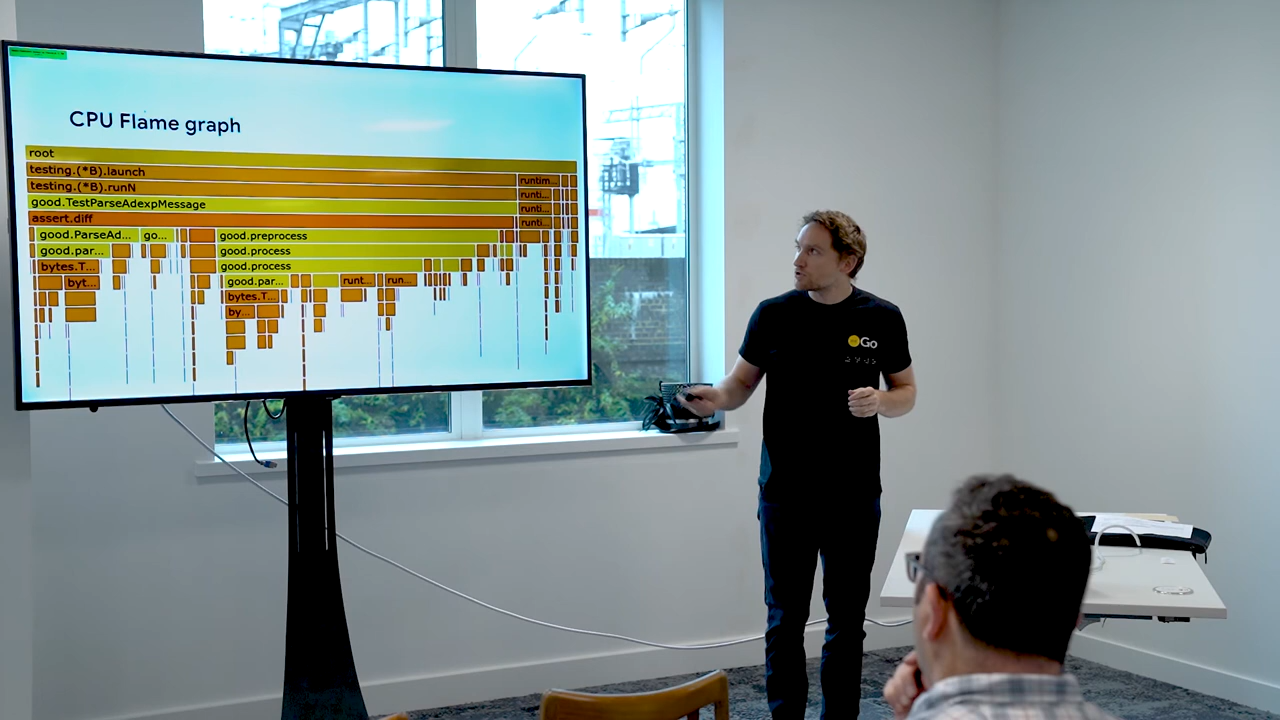 CPU Flame graph
root
testing.(*B).launch
testing.(*B).runN runtim...
good.TestParseAdexpMessage runti...
assert.diff runti...
runti...
good.ParseAd... go... good.preprocess
good.par... good.process
bytes.T... good.process
byt... good.par... runt... run...
bytes.T...
by...
Go